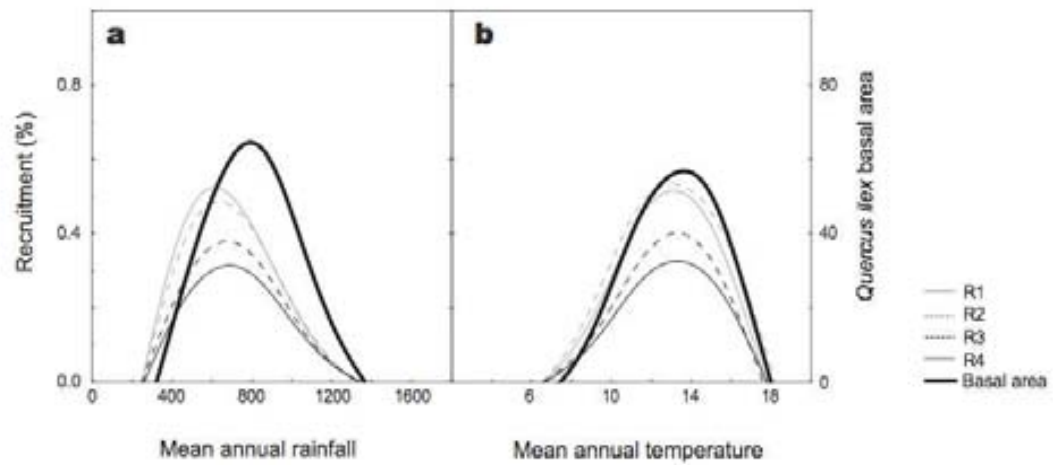 a
b
0.8
0.4
0.0
Recruitment (%)
0
400
800
1200
1600
Mean annual rainfall
6
10
14
18
Mean annual temperature
80
40
0
Quercus ilex basal area
R1
R2
R3
R4
Basal area